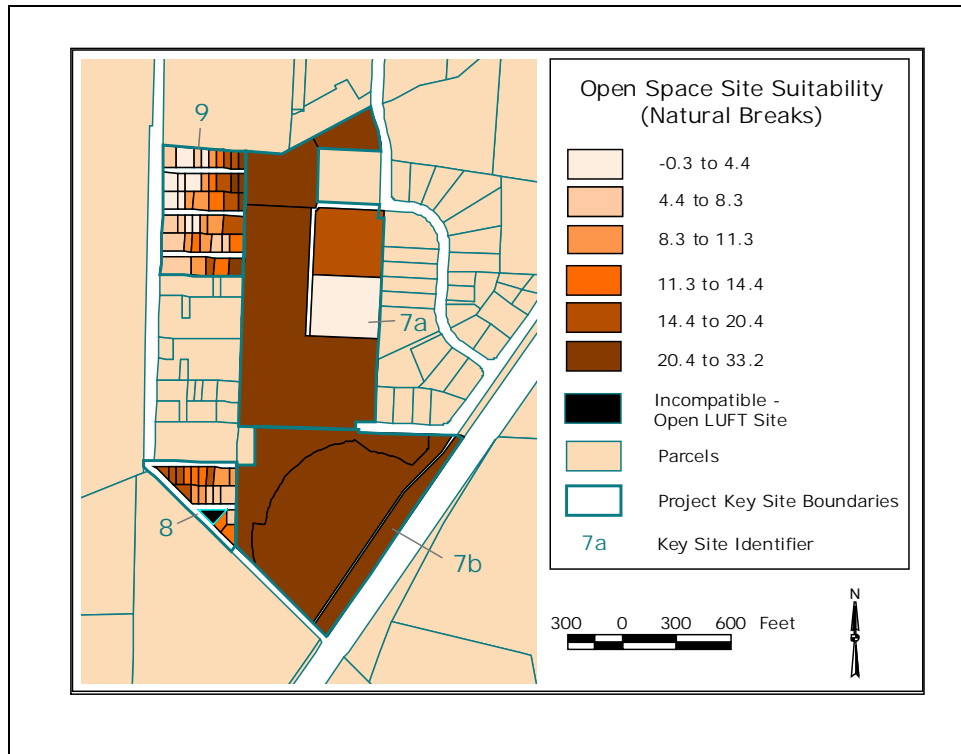 Open Space Site Suitability
(Natural Breaks)
-0.3 to 4.4
4.4 to 8.3
8.3 to 11.3
11.3 to 14.4
14.4 to 20.4
20.4 to 33.2
Incompatible -
Open LUFT Site
Parcels
Project Key Site Boundaries
7a Key Site Identifier
9
7a
8
7b
300 0 300 600 Feet
N